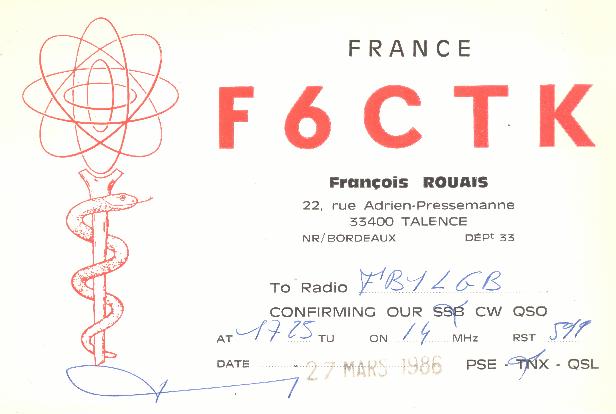 FRANCE
F6CTK
François ROUAIS
22, rue Adrien-Pressemanne
33400 TALENCE
NR/BORDEAUX DÉPt 33
To Radio FB1LGB
CONFIRMING OUR SSB CW QSO
AT 1725 TU ON 14 MHz RST 599
DATE 27 MARS 1986 PSE - TNX - QSL